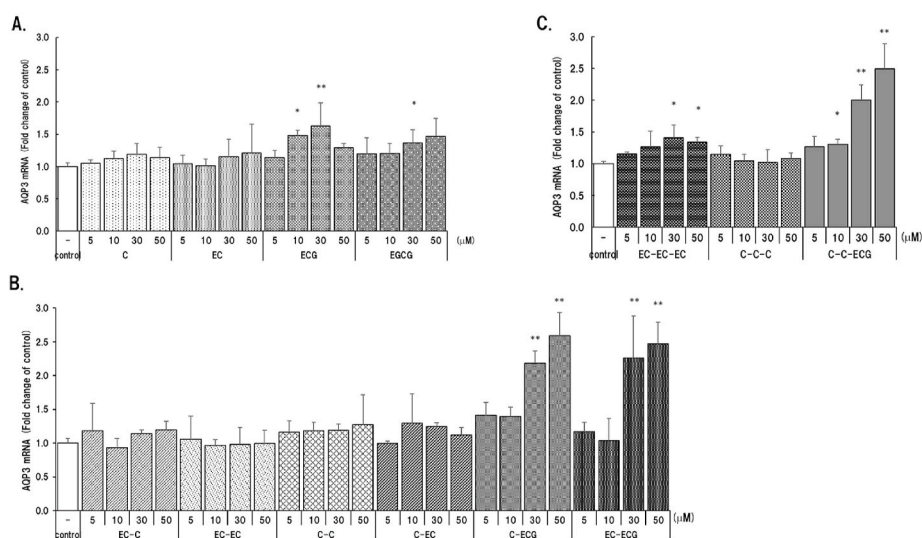 A.
AQP3 mRNA (Fold change of control)
3.0
2.5
2.0
1.5
1.0
0.5
0.0
* ** *
- 5 10 30 50 5 10 30 50 5 10 30 50 5 10 30 50 (μM)
control C EC ECG EGCG
C.
AQP3 mRNA (Fold change of control)
3.0
2.5
2.0
1.5
1.0
0.5
0.0
* * * ** **
- 5 10 30 50 5 10 30 50 5 10 30 50 (μM)
control EC-EC-EC C-C-C C-C-ECG
B.
AQP3 mRNA (Fold change of control)
3.0
2.5
2.0
1.5
1.0
0.5
0.0
** ** ** **
- 5 10 30 50 5 10 30 50 5 10 30 50 5 10 30 50 5 10 30 50 5 10 30 50 (μM)
control EC-C EC-EC C-C C-EC C-ECG EC-ECG